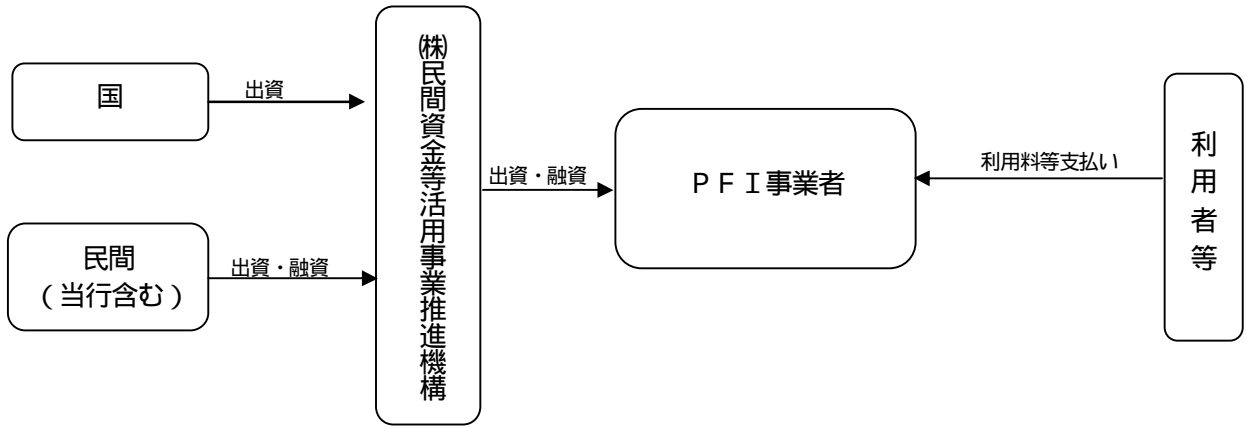 国
出資
民間
（当行含む）
出資・融資
㈱民間資金等活用事業推進機構
出資・融資
ＰＦＩ事業者
利用料等支払い
利用者等